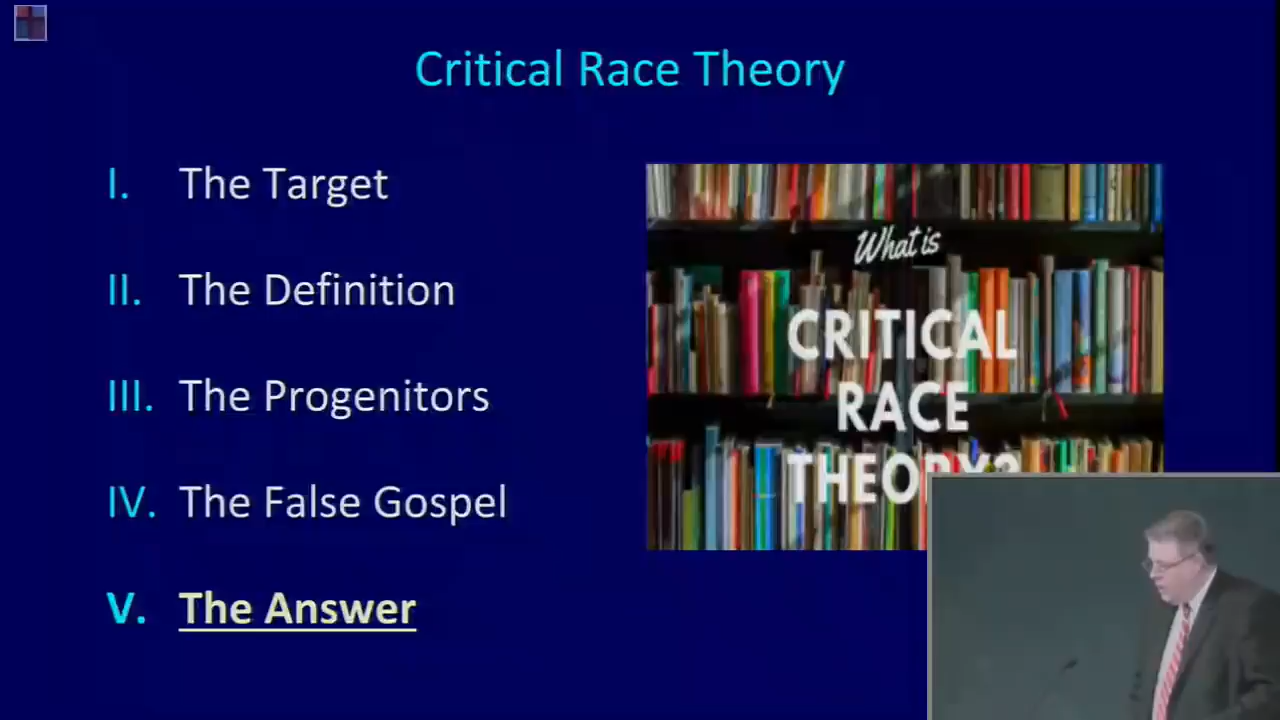 Critical Race Theory
I. The Target
II. The Definition
III. The Progenitors
IV. The False Gospel
V. The Answer
What is
CRITICAL
RACE
THEORY?